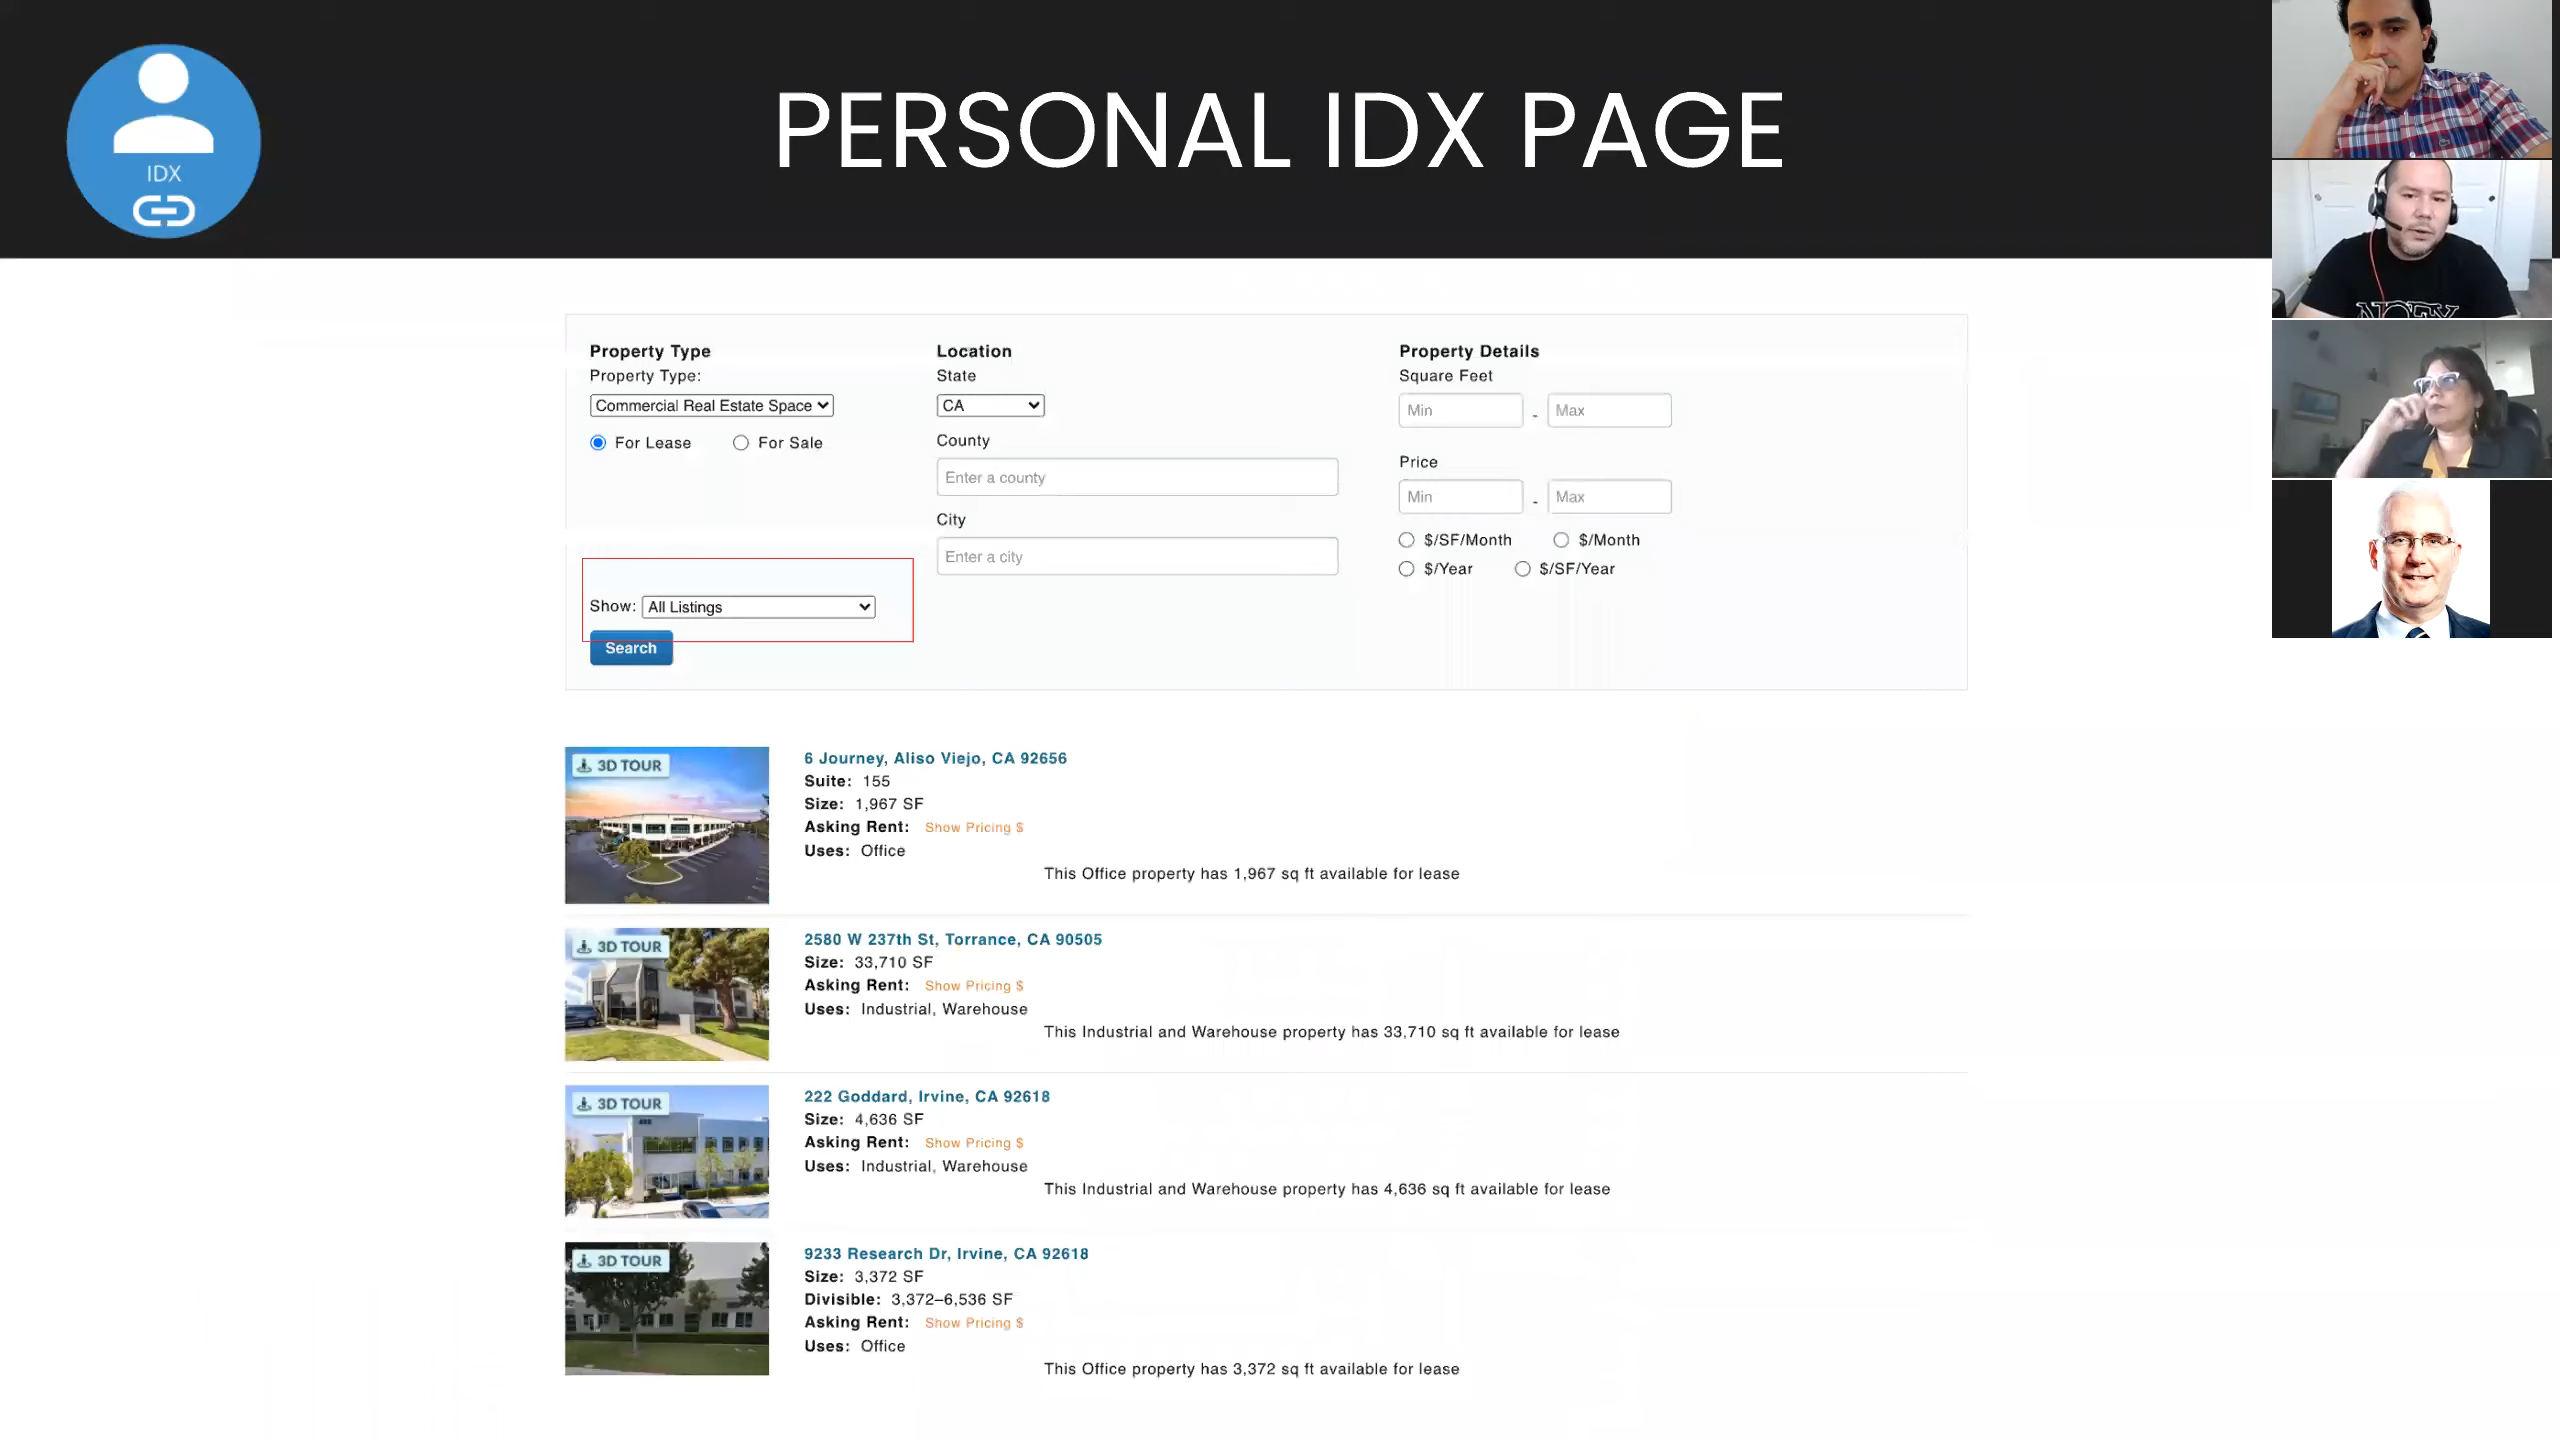 PERSONAL IDX PAGE
IDX
Property Type
Property Type:
Commercial Real Estate Space
For Lease
For Sale
Show: All Listings
Search
Location
State
CA
County
Enter a county
City
Enter a city
Property Details
Square Feet
Min - Max
Price
Min - Max
$/SF/Month
$/Month
$/Year
$/SF/Year
3D TOUR
6 Journey, Aliso Viejo, CA 92656
Suite: 155
Size: 1,967 SF
Asking Rent: Show Pricing $
Uses: Office
This Office property has 1,967 sq ft available for lease
3D TOUR
2580 W 237th St, Torrance, CA 90505
Size: 33,710 SF
Asking Rent: Show Pricing $
Uses: Industrial, Warehouse
This Industrial and Warehouse property has 33,710 sq ft available for lease
3D TOUR
222 Goddard, Irvine, CA 92618
Size: 4,636 SF
Asking Rent: Show Pricing $
Uses: Industrial, Warehouse
This Industrial and Warehouse property has 4,636 sq ft available for lease
3D TOUR
9233 Research Dr, Irvine, CA 92618
Size: 3,372 SF
Divisible: 3,372–6,536 SF
Asking Rent: Show Pricing $
Uses: Office
This Office property has 3,372 sq ft available for lease